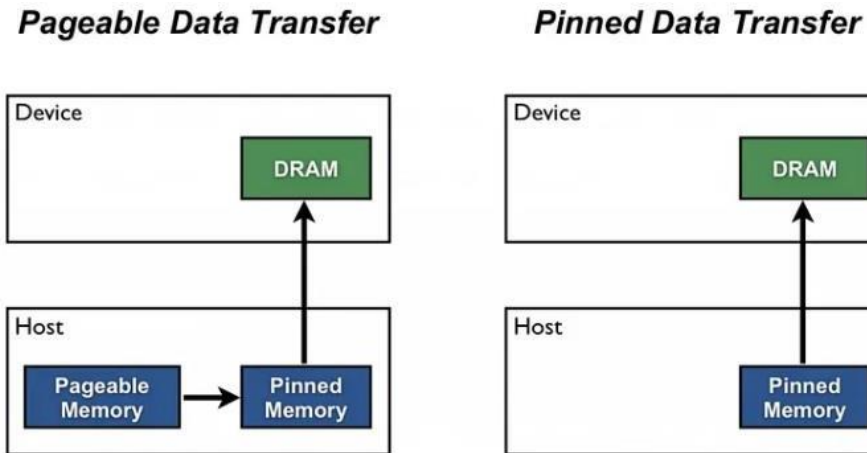 Pageable Data Transfer
Device
DRAM
Host
Pageable
Memory
Pinned
Memory
Pinned Data Transfer
Device
DRAM
Host
Pinned
Memory